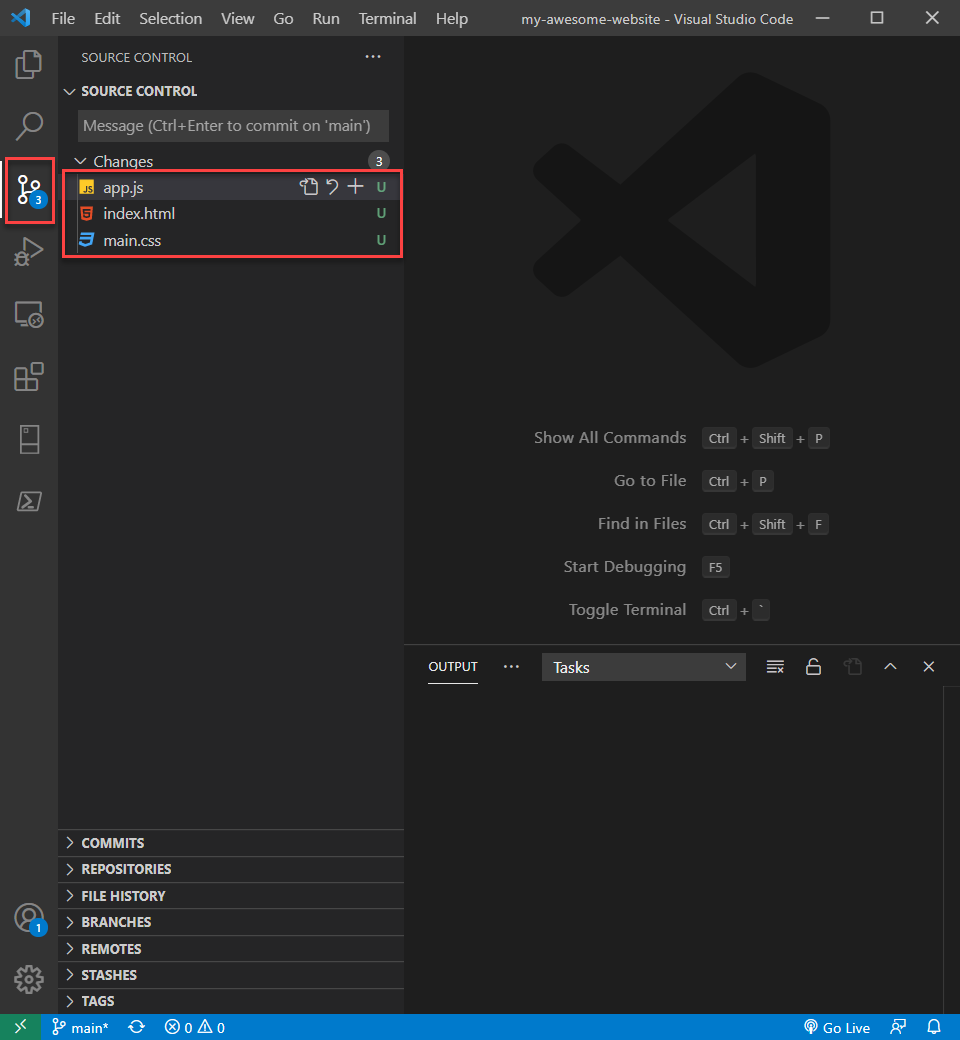 File Edit Selection View Go Run Terminal Help my-awesome-website - Visual Studio Code
SOURCE CONTROL
SOURCE CONTROL
Message (Ctrl+Enter to commit on 'main')
Changes 3
3
JS app.js U
index.html U
main.css U
Show All Commands Ctrl + Shift + P
Go to File Ctrl + P
Find in Files Ctrl + Shift + F
Start Debugging F5
Toggle Terminal Ctrl + `
OUTPUT Tasks
COMMITS
REPOSITORIES
FILE HISTORY
BRANCHES
1
REMOTES
STASHES
TAGS
main* 0 0 Go Live